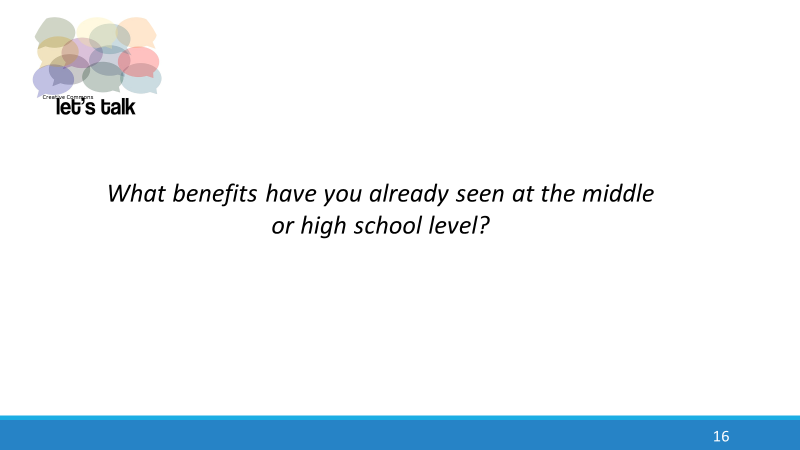 Creative Commons
let's talk
What benefits have you already seen at the middle
or high school level?
16